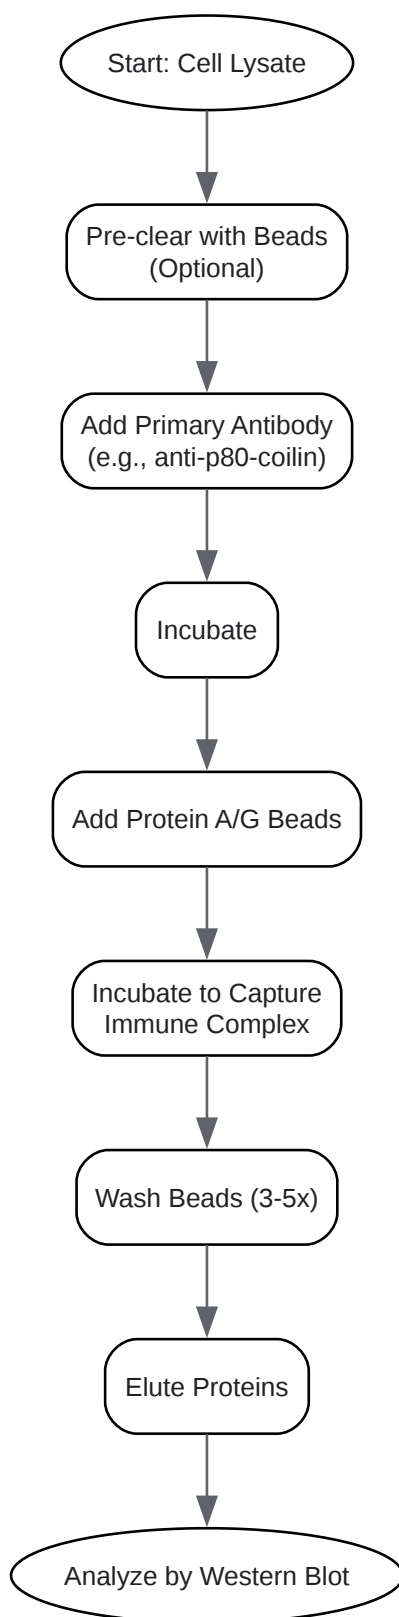 Start: Cell Lysate
Pre-clear with Beads
(Optional)
Add Primary Antibody
(e.g., anti-p80-coilin)
Incubate
Add Protein A/G Beads
Incubate to Capture
Immune Complex
Wash Beads (3-5x)
Elute Proteins
Analyze by Western Blot